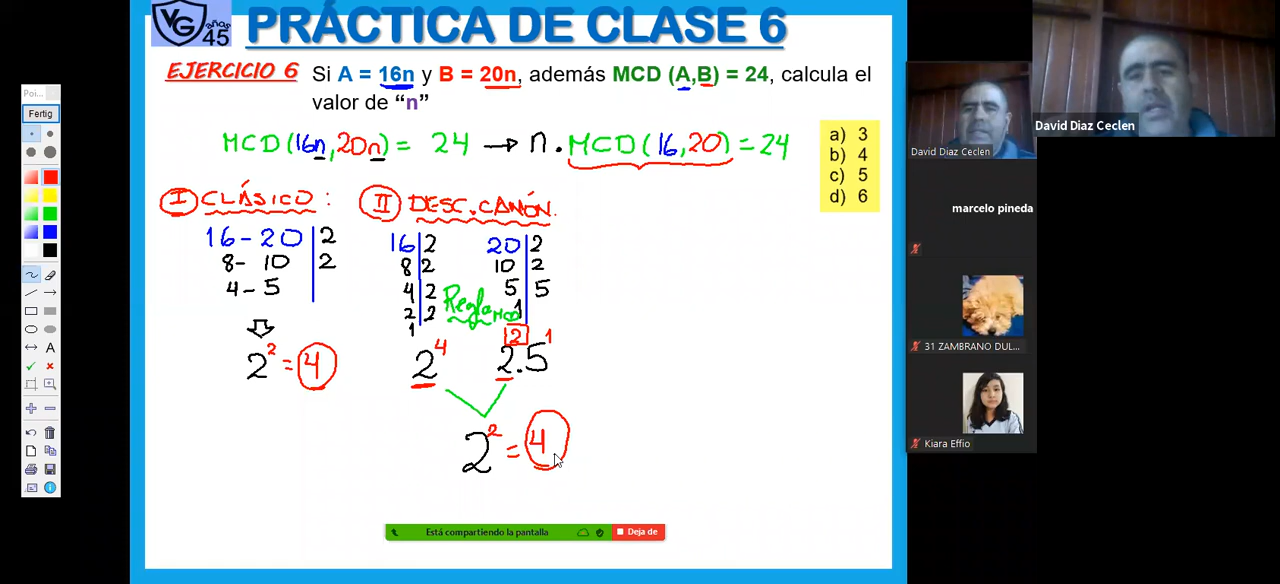 VG
años
45
PRÁCTICA DE CLASE 6
EJERCICIO 6 Si A = 16n y B = 20n, además MCD (A,B) = 24, calcula el
valor de “n”
MCD(16n,20n) = 24 → n . MCD(16,20) = 24
a) 3
b) 4
c) 5
d) 6
I CLÁSICO :
16 - 20 | 2
8 - 10 | 2
4 - 5
2² = 4
II DESC. CANÓN.
16 | 2
8 | 2
4 | 2
2 | 2
1
2⁴
20 | 2
10 | 2
5 | 5
1
2².5¹
Regla MCD
2² = 4
Poi...
Fertig
A
Está compartiendo la pantalla
Deja de
David Diaz Ceclen
David Diaz Ceclen
marcelo pineda
31 ZAMBRANO DUL...
Kiara Effio